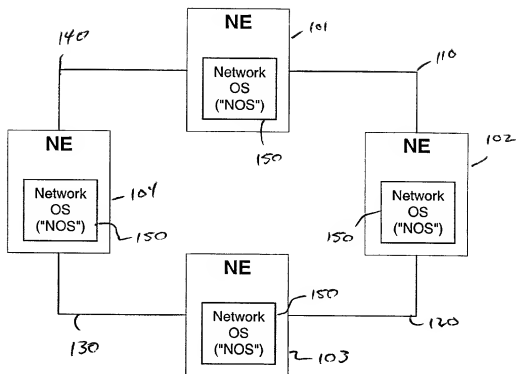 140
NE
101
110
Network
OS
("NOS")
150
NE
104
Network
OS
("NOS")
150
NE
102
Network
OS
("NOS")
150
NE
150
Network
OS
("NOS")
130
103
120